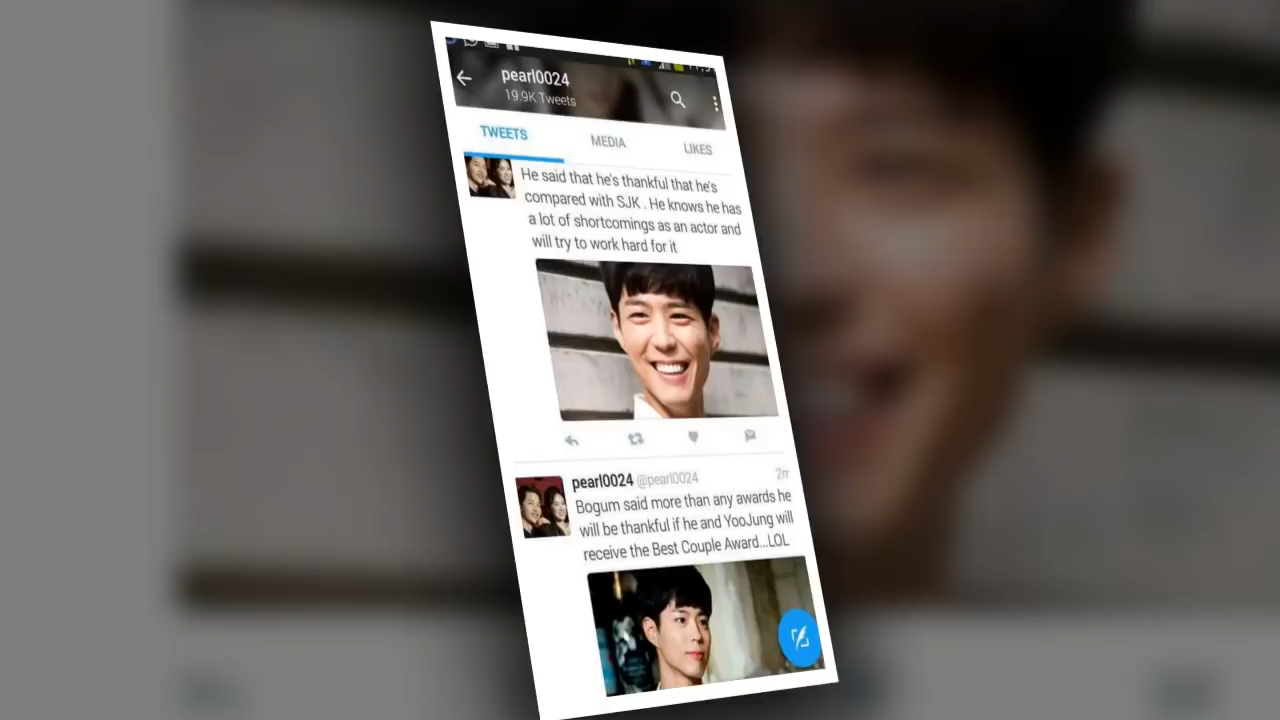 pearl0024
19.9K Tweets
TWEETS
MEDIA
LIKES
He said that he's thankful that he's
compared with SJK . He knows he has
a lot of shortcomings as an actor and
will try to work hard for it
pearl0024 @pearl0024
Bogum said more than any awards he
will be thankful if he and YooJung will
receive the Best Couple Award...LOL